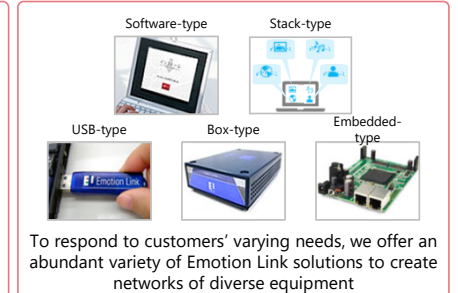 Software-type
Stack-type
USB-type
Box-type
Embedded-
type
Emotion Link
To respond to customers' varying needs, we offer an
abundant variety of Emotion Link solutions to create
networks of diverse equipment